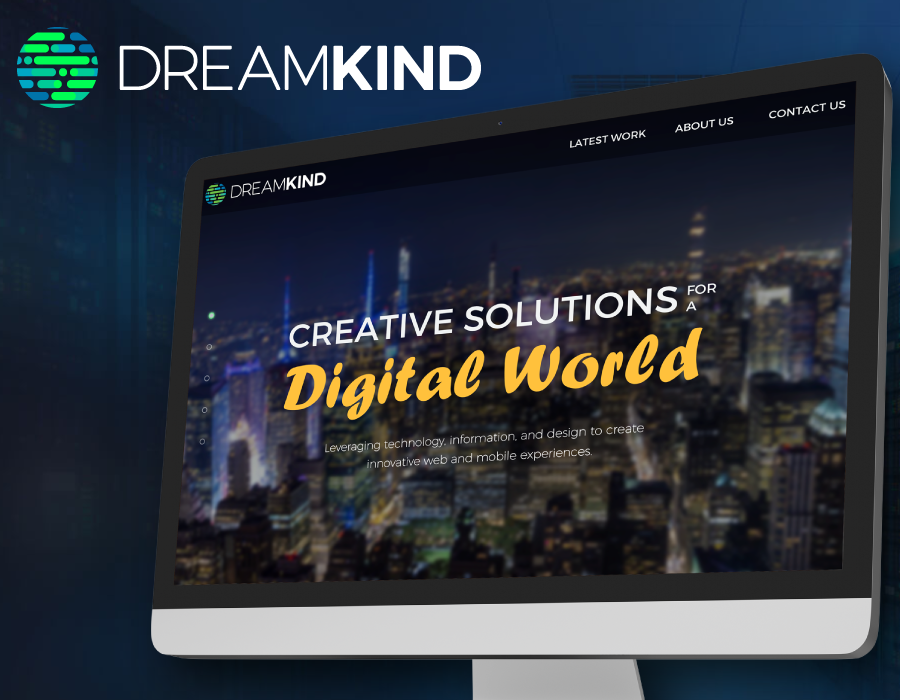 DREAMKIND
LATEST WORK ABOUT US CONTACT US
DREAMKIND
CREATIVE SOLUTIONS FOR A
Digital World
Leveraging technology, information, and design to create
innovative web and mobile experiences.